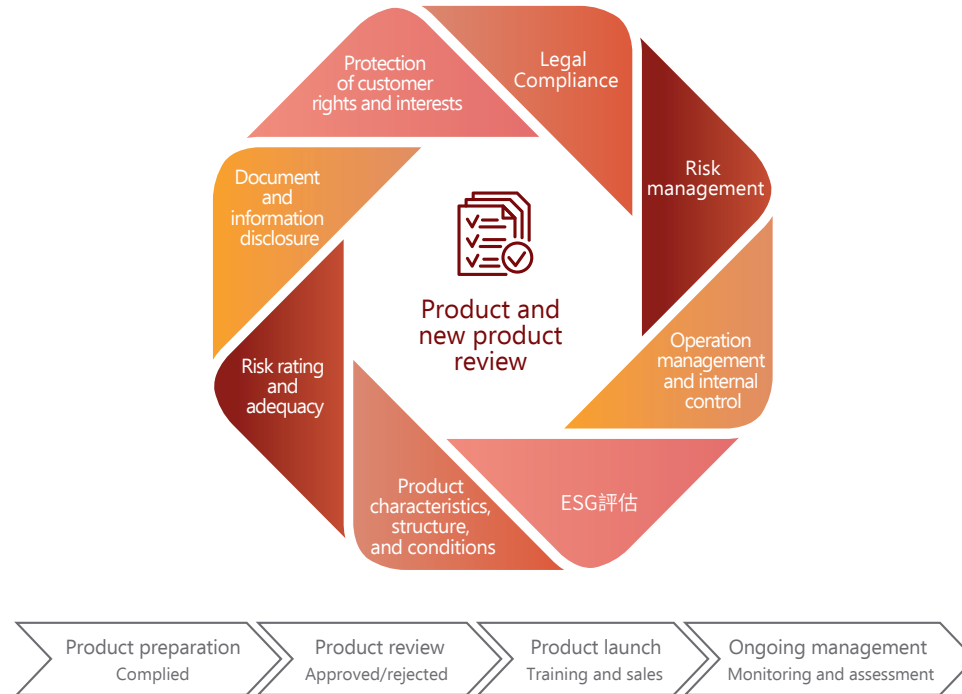 Protection
of customer
rights and interests
Legal
Compliance
Risk
management
Operation
management
and internal
control
ESG評估
Product
characteristics,
structure,
and conditions
Risk rating
and
adequacy
Document
and
information
disclosure
Product and
new product
review
Product preparation
Complied
Product review
Approved/rejected
Product launch
Training and sales
Ongoing management
Monitoring and assessment